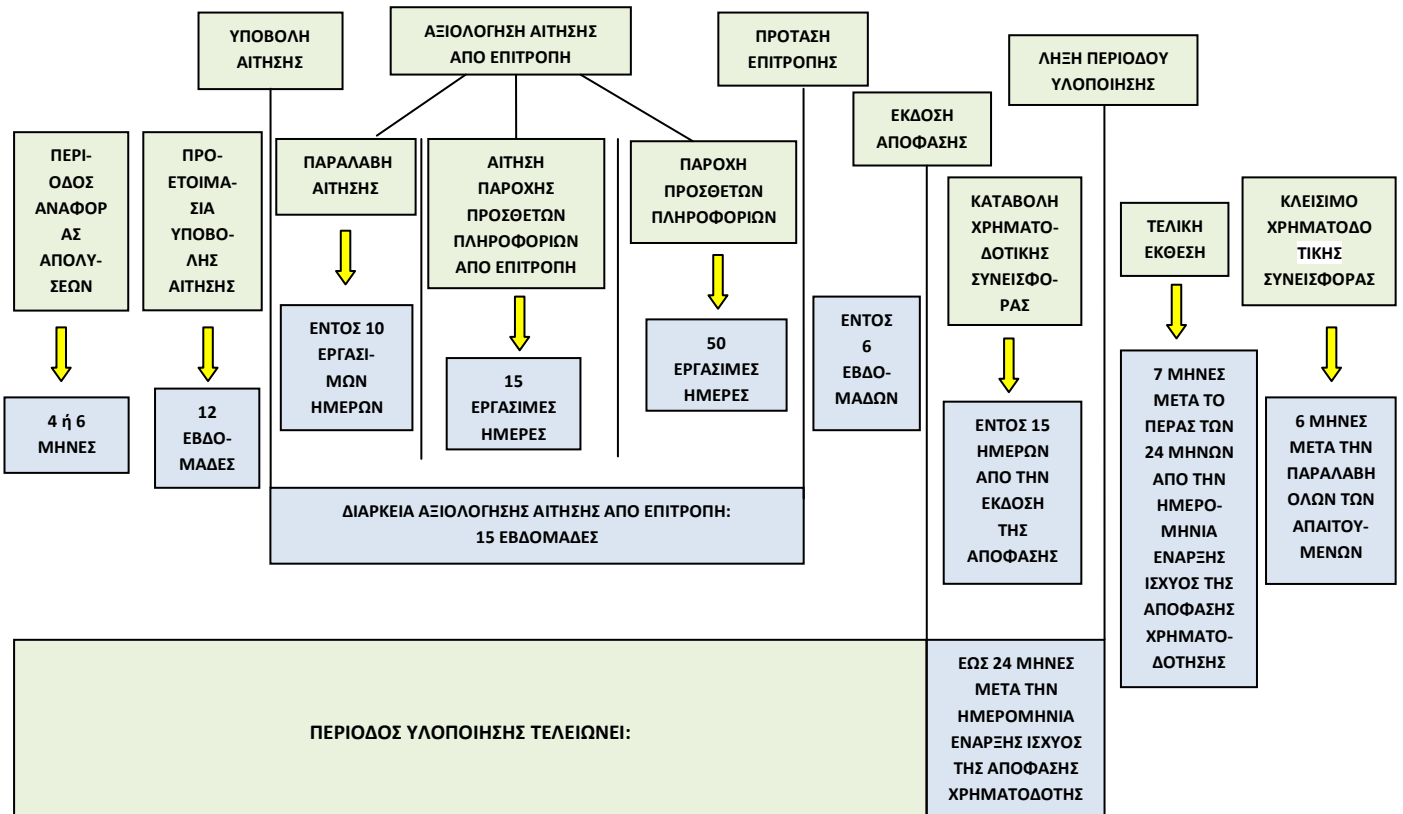 ΥΠΟΒΟΛΗ
ΑΙΤΗΣΗΣ
ΑΞΙΟΛΟΓΗΣΗ ΑΙΤΗΣΗΣ
ΑΠΟ ΕΠΙΤΡΟΠΗ
ΠΡΟΤΑΣΗ
ΕΠΙΤΡΟΠΗΣ
ΛΗΞΗ ΠΕΡΙΟΔΟΥ
ΥΛΟΠΟΙΗΣΗΣ
ΕΚΔΟΣΗ
ΑΠΟΦΑΣΗΣ
ΠΕΡΙ-
ΟΔΟΣ
ΑΝΑΦΟΡ
ΑΣ
ΑΠΟΛΥ-
ΣΕΩΝ
ΠΡΟ-
ΕΤΟΙΜΑ-
ΣΙΑ
ΥΠΟΒΟ-
ΛΗΣ
ΑΙΤΗΣΗΣ
ΠΑΡΑΛΑΒΗ
ΑΙΤΗΣΗΣ
ΑΙΤΗΣΗ
ΠΑΡΟΧΗΣ
ΠΡΟΣΘΕΤΩΝ
ΠΛΗΡΟΦΟΡΙΩΝ
ΑΠΟ ΕΠΙΤΡΟΠΗ
ΠΑΡΟΧΗ
ΠΡΟΣΘΕΤΩΝ
ΠΛΗΡΟΦΟΡΙΩΝ
ΚΑΤΑΒΟΛΗ
ΧΡΗΜΑΤΟ-
ΔΟΤΙΚΗΣ
ΣΥΝΕΙΣΦΟ-
ΡΑΣ
ΤΕΛΙΚΗ
ΕΚΘΕΣΗ
ΚΛΕΙΣΙΜΟ
ΧΡΗΜΑΤΟΔΟ
ΤΙΚΗΣ
ΣΥΝΕΙΣΦΟΡΑΣ
4 ή 6
ΜΗΝΕΣ
12
ΕΒΔΟ-
ΜΑΔΕΣ
ΕΝΤΟΣ 10
ΕΡΓΑΣΙ-
ΜΩΝ
ΗΜΕΡΩΝ
15
ΕΡΓΑΣΙΜΕΣ
ΗΜΕΡΕΣ
50
ΕΡΓΑΣΙΜΕΣ
ΗΜΕΡΕΣ
ΕΝΤΟΣ
6
ΕΒΔΟ-
ΜΑΔΩΝ
ΕΝΤΟΣ 15
ΗΜΕΡΩΝ
ΑΠΟ ΤΗΝ
ΕΚΔΟΣΗ
ΤΗΣ
ΑΠΟΦΑΣΗΣ
7 ΜΗΝΕΣ
ΜΕΤΑ ΤΟ
ΠΕΡΑΣ ΤΩΝ
24 ΜΗΝΩΝ
ΑΠΟ ΤΗΝ
ΗΜΕΡΟ-
ΜΗΝΙΑ
ΕΝΑΡΞΗΣ
ΙΣΧΥΟΣ ΤΗΣ
ΑΠΟΦΑΣΗΣ
ΧΡΗΜΑΤΟ-
ΔΟΤΗΣΗΣ
6 ΜΗΝΕΣ
ΜΕΤΑ ΤΗΝ
ΠΑΡΑΛΑΒΗ
ΟΛΩΝ ΤΩΝ
ΑΠΑΙΤΟΥ-
ΜΕΝΩΝ
ΔΙΑΡΚΕΙΑ ΑΞΙΟΛΟΓΗΣΗΣ ΑΙΤΗΣΗΣ ΑΠΟ ΕΠΙΤΡΟΠΗ:
15 ΕΒΔΟΜΑΔΕΣ
ΠΕΡΙΟΔΟΣ ΥΛΟΠΟΙΗΣΗΣ ΤΕΛΕΙΩΝΕΙ:
ΕΩΣ 24 ΜΗΝΕΣ
ΜΕΤΑ ΤΗΝ
ΗΜΕΡΟΜΗΝΙΑ
ΕΝΑΡΞΗΣ ΙΣΧΥΟΣ
ΤΗΣ ΑΠΟΦΑΣΗΣ
ΧΡΗΜΑΤΟΔΟΤΗΣ